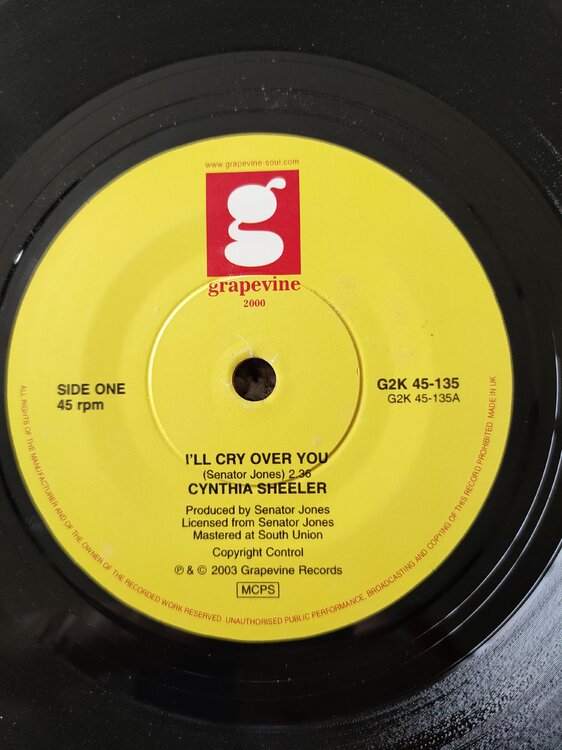 www.grapevine-soul.com
g
grapevine
2000
SIDE ONE
45 rpm
G2K 45-135
G2K 45-135A
I'LL CRY OVER YOU
(Senator Jones) 2.36
CYNTHIA SHEELER
Produced by Senator Jones
Licensed from Senator Jones
Mastered at South Union
Copyright Control
℗ & © 2003 Grapevine Records
MCPS
ALL RIGHTS OF THE MANUFACTURER AND OF THE OWNER OF THE RECORDED WORK RESERVED. UNAUTHORISED PUBLIC PERFORMANCE, BROADCASTING AND COPYING OF THIS RECORD PROHIBITED. MADE IN UK